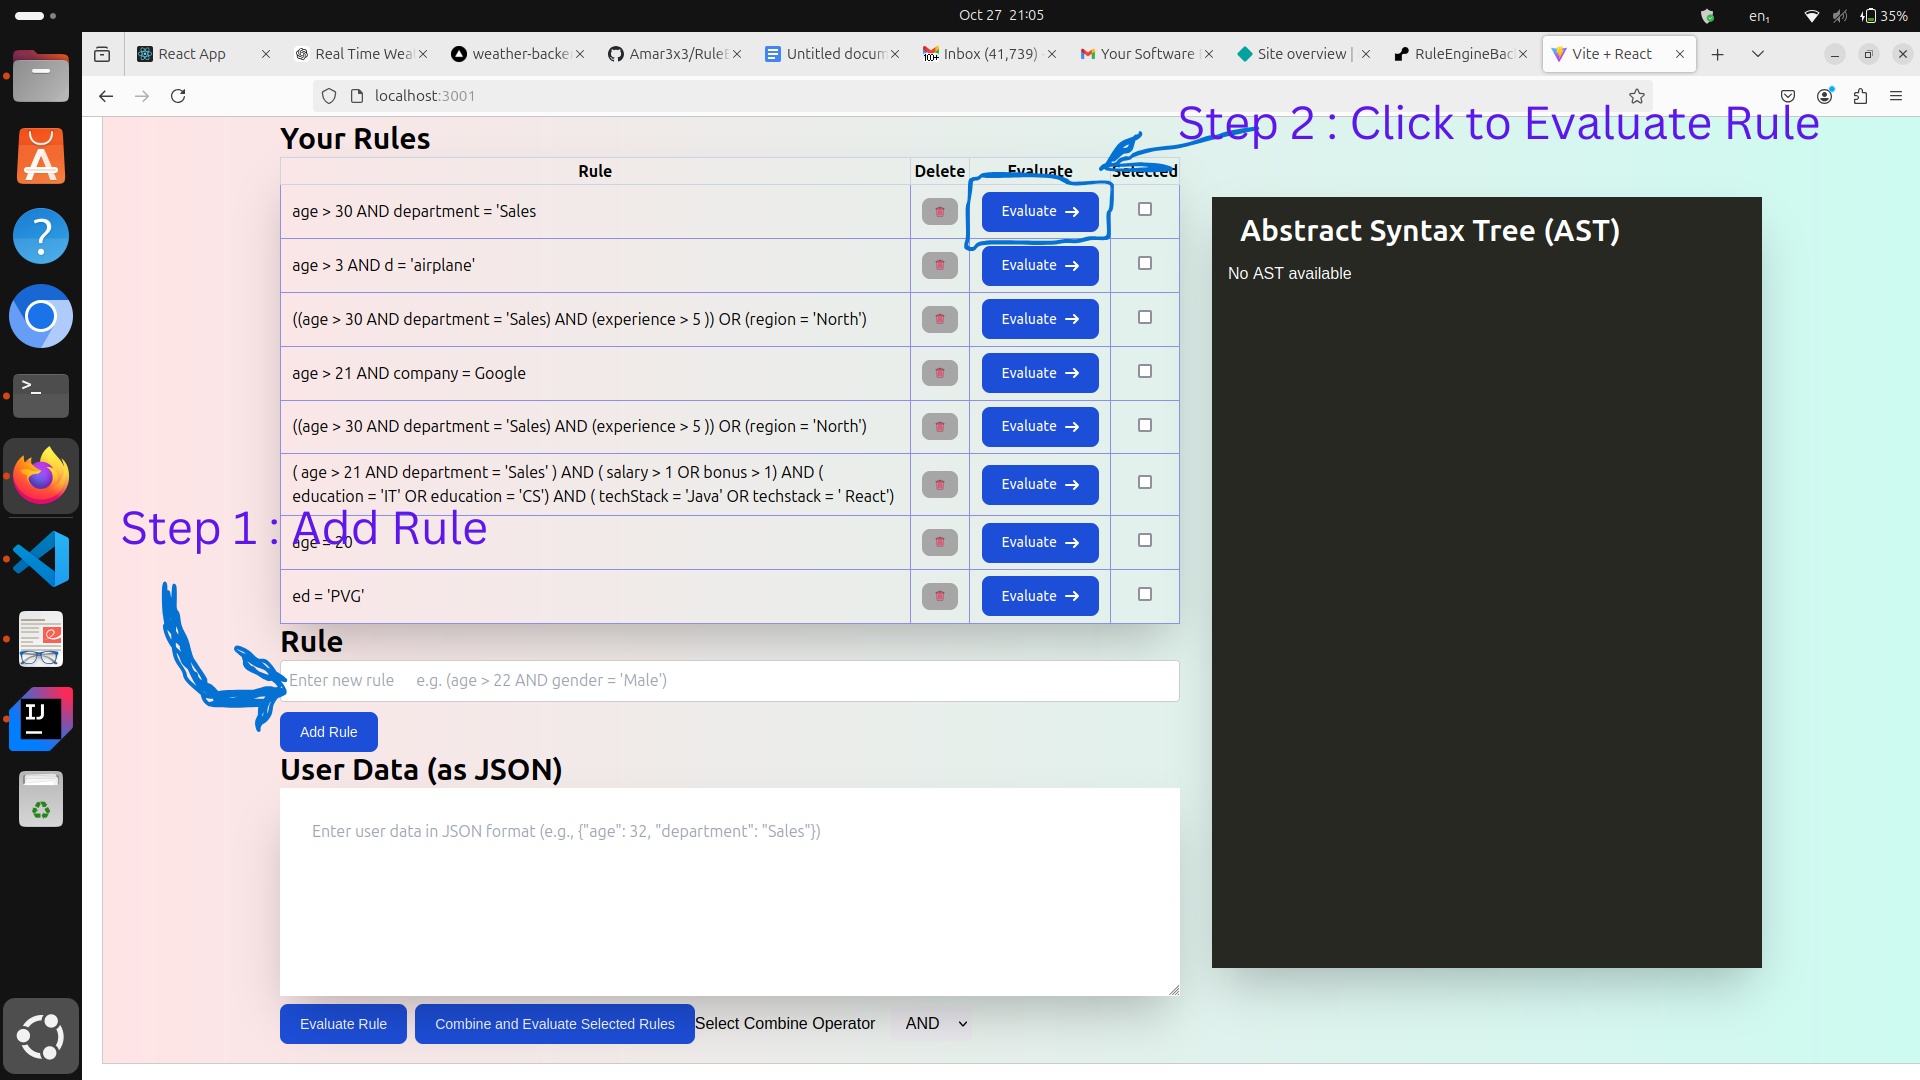 Oct 27 21:05
en₁
35%
React App
Real Time Wea
weather-backe
Amar3x3/RuleE
Untitled docum
Inbox (41,739)
Your Software
Site overview |
RuleEngineBac
Vite + React
localhost:3001
Step 2 : Click to Evaluate Rule
Your Rules
Rule Delete Evaluate Selected
age > 30 AND department = 'Sales Evaluate
age > 3 AND d = 'airplane' Evaluate
((age > 30 AND department = 'Sales) AND (experience > 5 )) OR (region = 'North') Evaluate
age > 21 AND company = Google Evaluate
((age > 30 AND department = 'Sales) AND (experience > 5 )) OR (region = 'North') Evaluate
( age > 21 AND department = 'Sales' ) AND ( salary > 1 OR bonus > 1) AND (
education = 'IT' OR education = 'CS') AND ( techStack = 'Java' OR techstack = ' React') Evaluate
Step 1 : Add Rule
age = 20 Evaluate
ed = 'PVG' Evaluate
Rule
Enter new rule e.g. (age > 22 AND gender = 'Male')
Add Rule
User Data (as JSON)
Enter user data in JSON format (e.g., {"age": 32, "department": "Sales"})
Evaluate Rule
Combine and Evaluate Selected Rules
Select Combine Operator AND
Abstract Syntax Tree (AST)
No AST available